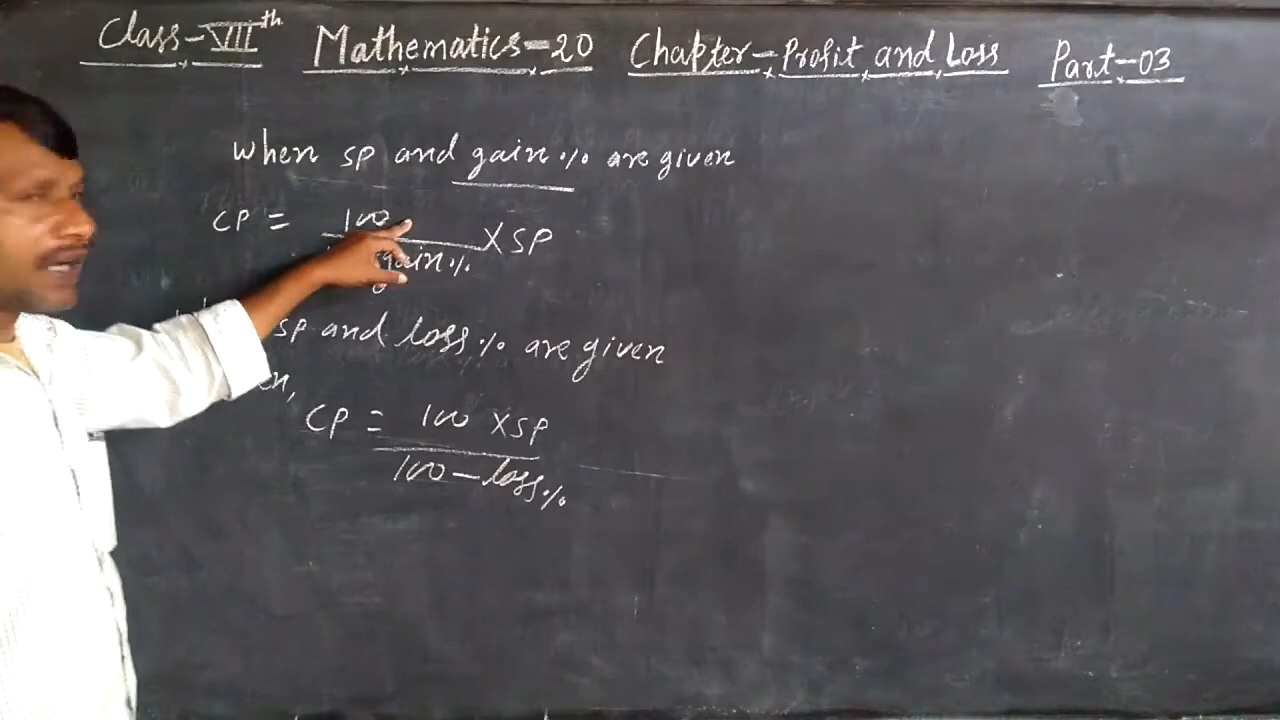 Class-VIIIth Mathematics-20 Chapter-Profit and Loss Part-03
When SP and gain% are given
CP = 100 × SP
gain%
SP and loss% are given
CP = 100 × SP
100 - loss%